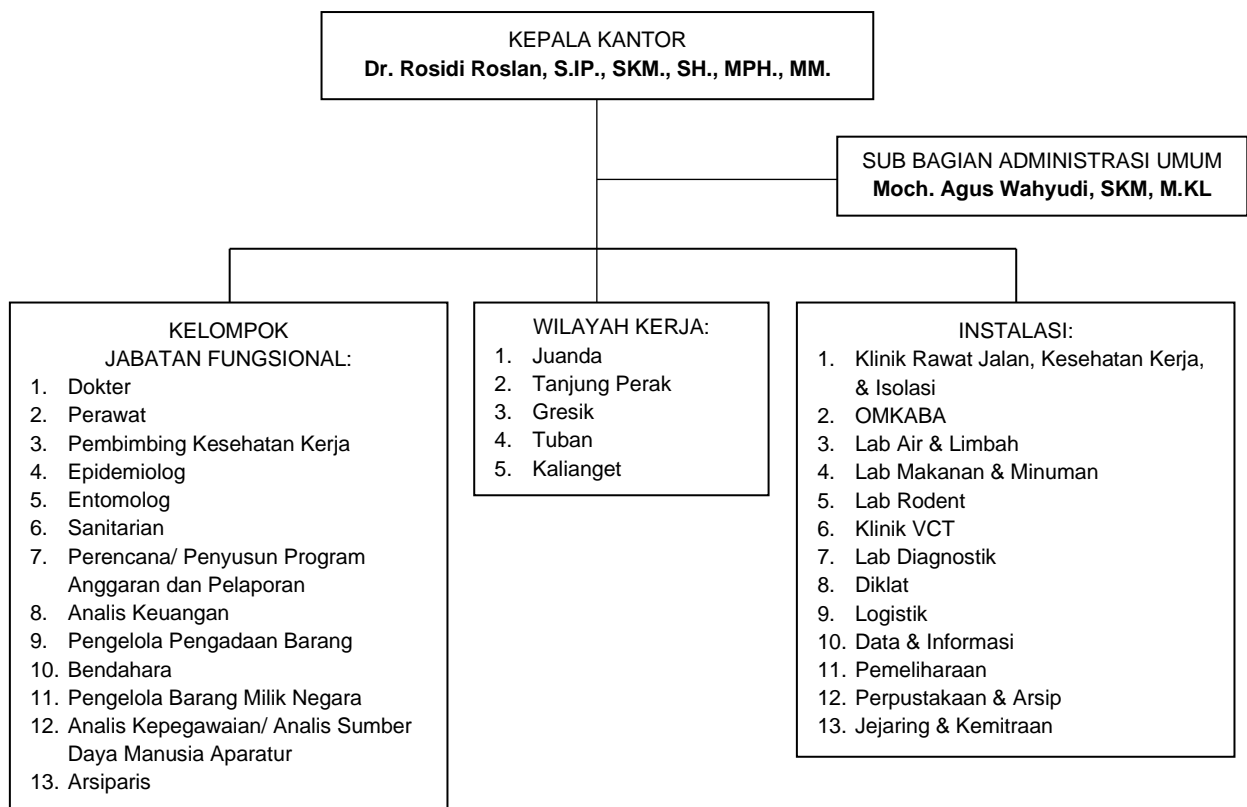 KEPALA KANTOR
Dr. Rosidi Roslan, S.IP., SKM., SH., MPH., MM.
SUB BAGIAN ADMINISTRASI UMUM
Moch. Agus Wahyudi, SKM, M.KL
KELOMPOK
JABATAN FUNGSIONAL:
1. Dokter
2. Perawat
3. Pembimbing Kesehatan Kerja
4. Epidemiolog
5. Entomolog
6. Sanitarian
7. Perencana/ Penyusun Program
Anggaran dan Pelaporan
8. Analis Keuangan
9. Pengelola Pengadaan Barang
10. Bendahara
11. Pengelola Barang Milik Negara
12. Analis Kepegawaian/ Analis Sumber
Daya Manusia Aparatur
13. Arsiparis
WILAYAH KERJA:
1. Juanda
2. Tanjung Perak
3. Gresik
4. Tuban
5. Kalianget
INSTALASI:
1. Klinik Rawat Jalan, Kesehatan Kerja,
& Isolasi
2. OMKABA
3. Lab Air & Limbah
4. Lab Makanan & Minuman
5. Lab Rodent
6. Klinik VCT
7. Lab Diagnostik
8. Diklat
9. Logistik
10. Data & Informasi
11. Pemeliharaan
12. Perpustakaan & Arsip
13. Jejaring & Kemitraan